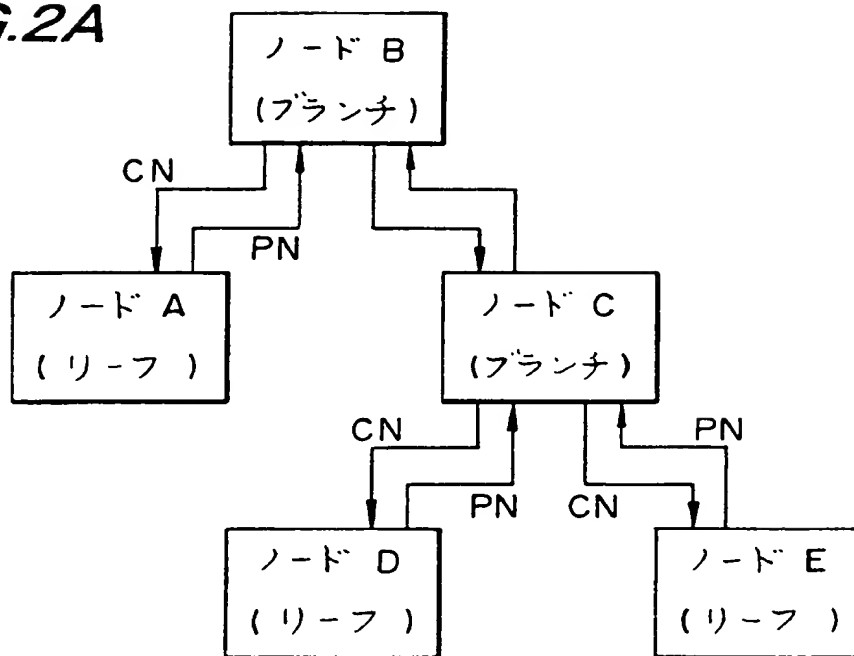 G.2A
ノード B
(ブランチ)
CN
PN
ノード A
(リーフ)
ノード C
(ブランチ)
CN
PN
CN
PN
ノード D
(リーフ)
ノード E
(リーフ)